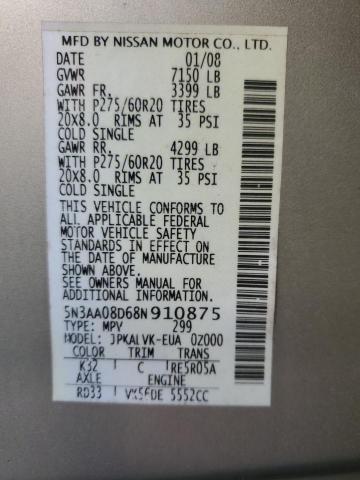 MFD BY NISSAN MOTOR CO., LTD.
DATE 01/08
GVWR 7150 LB
GAWR FR. 3399 LB
WITH P275/60R20 TIRES
20X8.0 RIMS AT 35 PSI
COLD SINGLE
GAWR RR. 4299 LB
WITH P275/60R20 TIRES
20X8.0 RIMS AT 35 PSI
COLD SINGLE
THIS VEHICLE CONFORMS TO
ALL APPLICABLE FEDERAL
MOTOR VEHICLE SAFETY
STANDARDS IN EFFECT ON
THE DATE OF MANUFACTURE
SHOWN ABOVE.
SEE OWNERS MANUAL FOR
ADDITIONAL INFORMATION.
5N3AA08D68N910875
TYPE: MPV 299
MODEL: JPKALVK-EUA 0Z000
COLOR TRIM TRANS
K32 C RE5R05A
AXLE ENGINE
RD33 VK56DE 5552CC